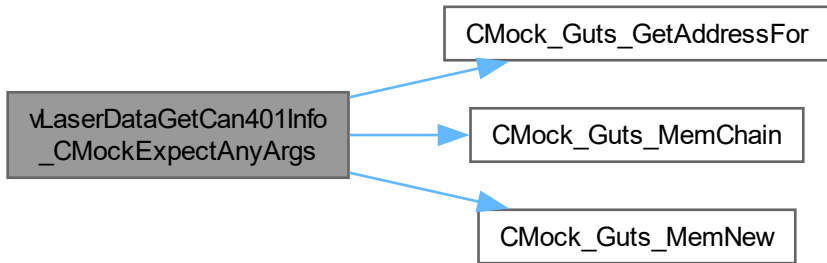 vLaserDataGetCan401Info
_CMockExpectAnyArgs
CMock_Guts_GetAddressFor
CMock_Guts_MemChain
CMock_Guts_MemNew